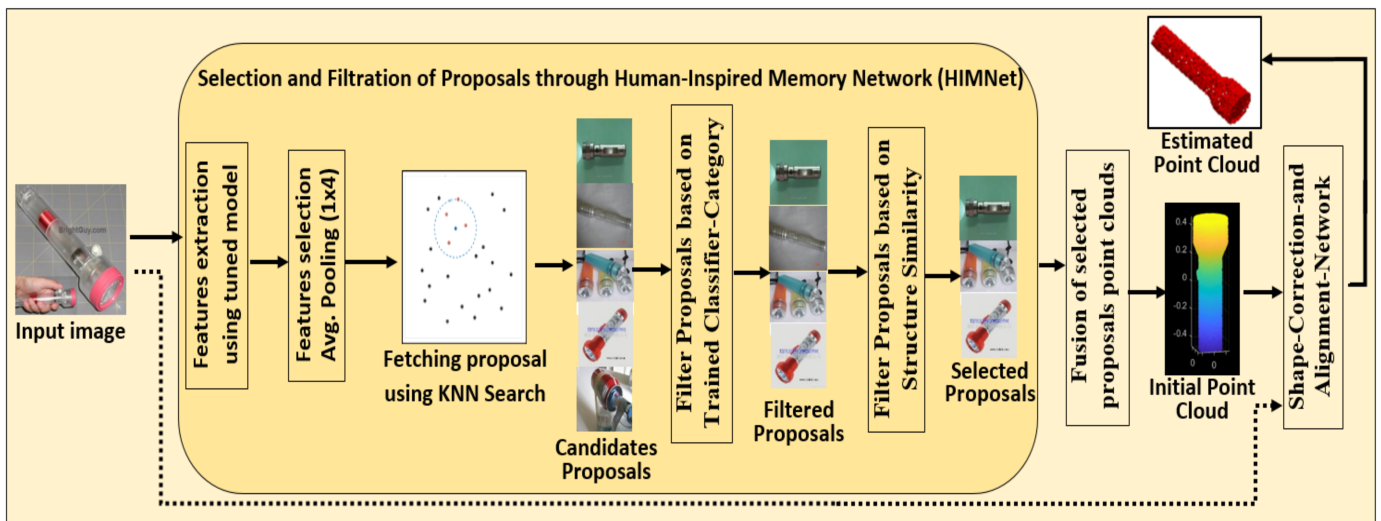 Selection and Filtration of Proposals through Human-Inspired Memory Network (HIMNet)
BrightGuy.com
Input image
Features extraction
using tuned model
Features selection
Avg. Pooling (1x4)
Fetching proposal
using KNN Search
Candidates
Proposals
Filter Proposals based on
Trained Classifier-Category
Filtered
Proposals
Filter Proposals based on
Structure Similarity
Selected
Proposals
Fusion of selected
proposals point clouds
0.4
0.2
0
-0.2
-0.4
0
0
Initial Point
Cloud
Shape-Correction-and
Alignment-Network
Estimated
Point Cloud